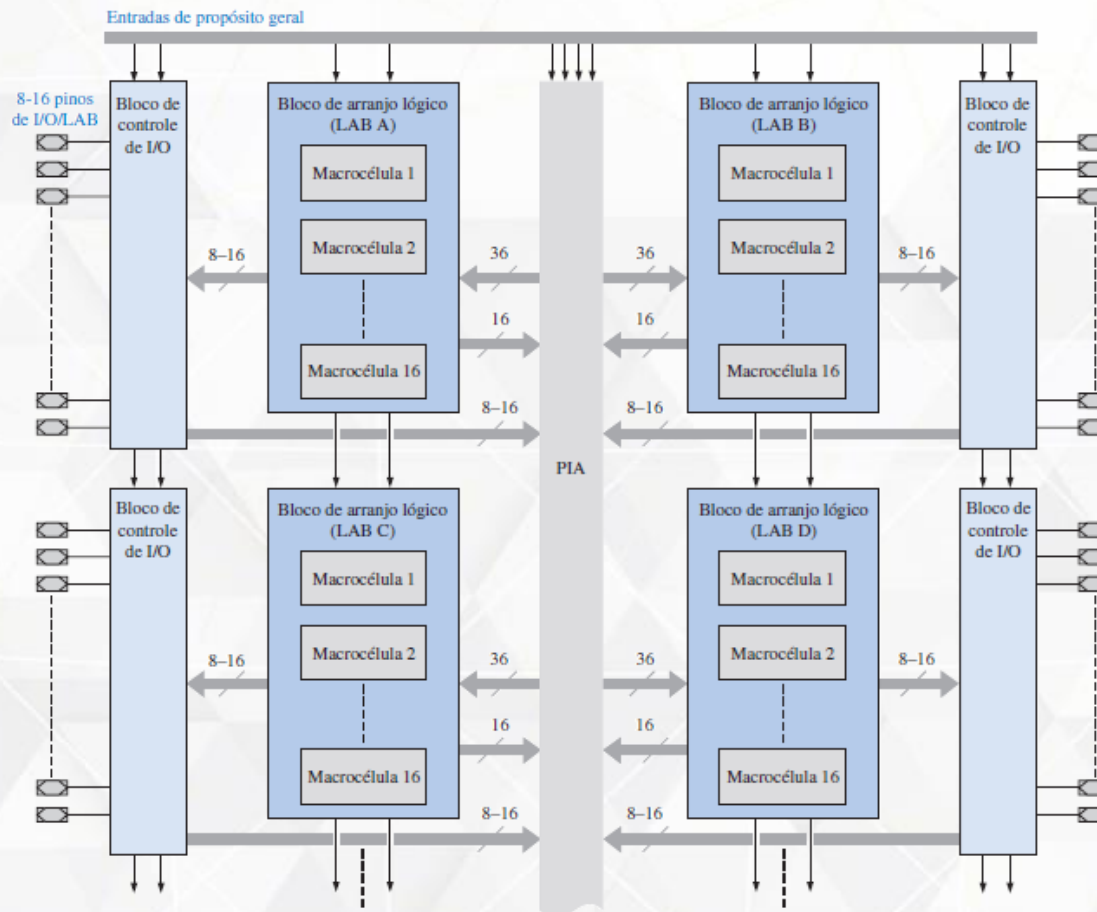 Entradas de propósito geral
8-16 pinos
de I/O/LAB
Bloco de
controle
de I/O
Bloco de arranjo lógico
(LAB A)
Macrocélula 1
Macrocélula 2
Macrocélula 16
8–16
36
16
8–16
Bloco de arranjo lógico
(LAB B)
Macrocélula 1
Macrocélula 2
Macrocélula 16
36
8–16
16
8–16
Bloco de
controle
de I/O
PIA
Bloco de
controle
de I/O
Bloco de arranjo lógico
(LAB C)
Macrocélula 1
Macrocélula 2
Macrocélula 16
8–16
36
16
8–16
Bloco de arranjo lógico
(LAB D)
Macrocélula 1
Macrocélula 2
Macrocélula 16
36
8–16
16
8–16
Bloco de
controle
de I/O